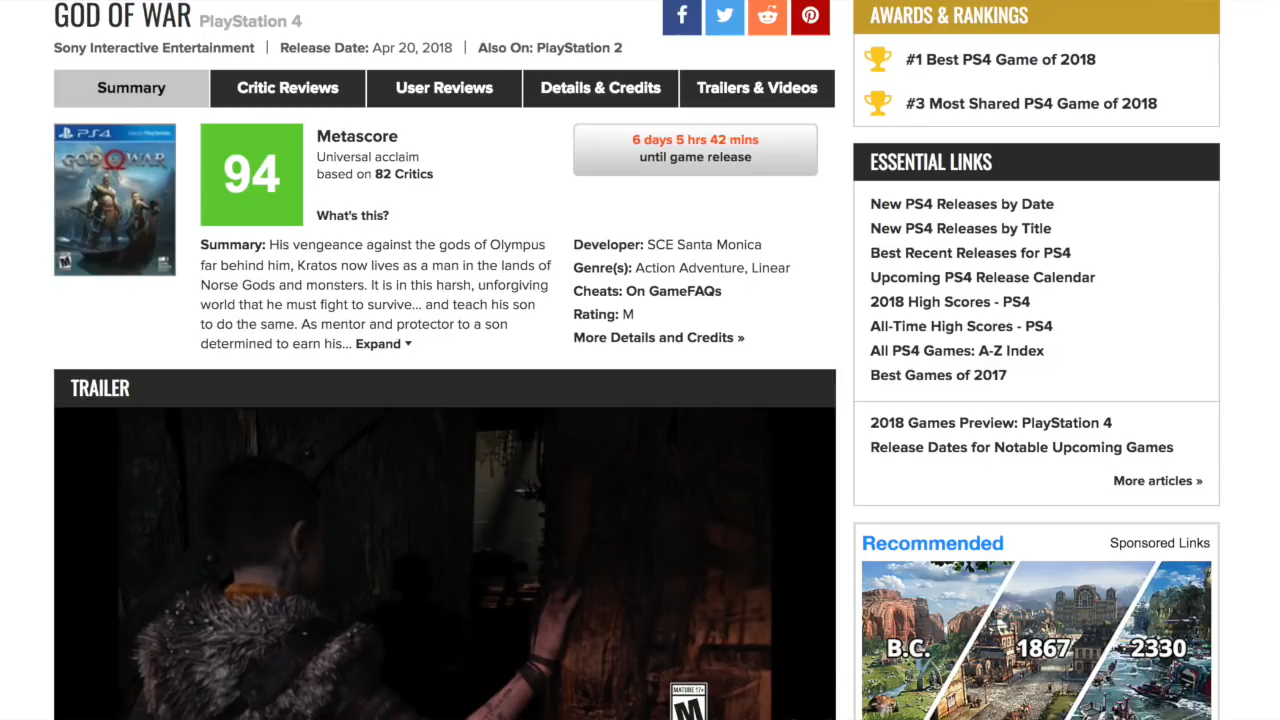 GOD OF WAR PlayStation 4
Sony Interactive Entertainment | Release Date: Apr 20, 2018 | Also On: PlayStation 2
Summary Critic Reviews User Reviews Details & Credits Trailers & Videos
PS4
GOD OF WAR
94
Metascore
Universal acclaim
based on 82 Critics
What's this?
6 days 5 hrs 42 mins
until game release
Summary: His vengeance against the gods of Olympus
far behind him, Kratos now lives as a man in the lands of
Norse Gods and monsters. It is in this harsh, unforgiving
world that he must fight to survive... and teach his son
to do the same. As mentor and protector to a son
determined to earn his... Expand
Developer: SCE Santa Monica
Genre(s): Action Adventure, Linear
Cheats: On GameFAQs
Rating: M
More Details and Credits »
TRAILER
MATURE 17+
M
AWARDS & RANKINGS
#1 Best PS4 Game of 2018
#3 Most Shared PS4 Game of 2018
ESSENTIAL LINKS
New PS4 Releases by Date
New PS4 Releases by Title
Best Recent Releases for PS4
Upcoming PS4 Release Calendar
2018 High Scores - PS4
All-Time High Scores - PS4
All PS4 Games: A-Z Index
Best Games of 2017
2018 Games Preview: PlayStation 4
Release Dates for Notable Upcoming Games
More articles »
Recommended Sponsored Links
B.C. 1867 2330